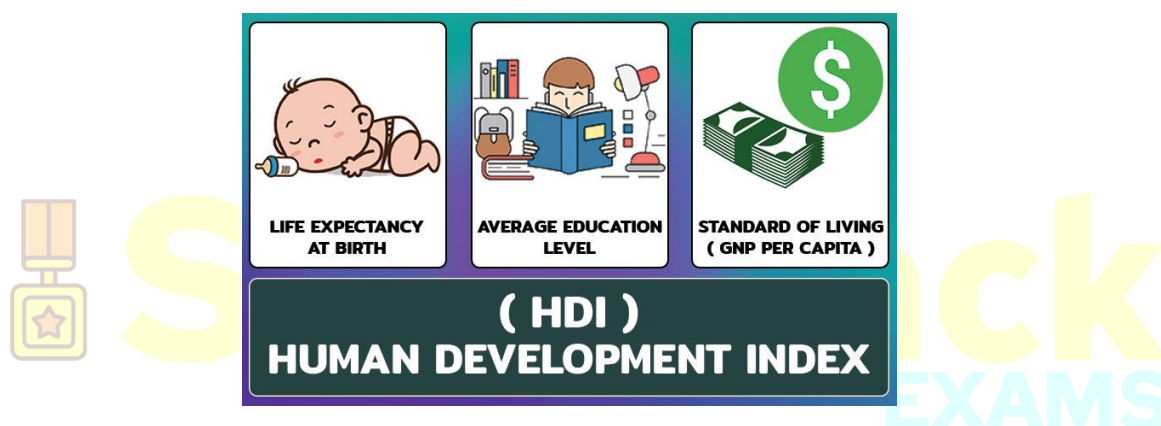 LIFE EXPECTANCY
AT BIRTH
AVERAGE EDUCATION
LEVEL
$
STANDARD OF LIVING
( GNP PER CAPITA )
( HDI )
HUMAN DEVELOPMENT INDEX
EXAMS